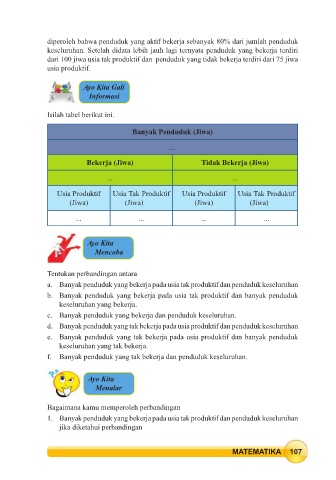 diperoleh bahwa penduduk yang aktif bekerja sebanyak 80% dari jumlah penduduk
keseluruhan. Setelah didata lebih jauh lagi ternyata penduduk yang bekerja terdiri
dari 100 jiwa usia tak produktif dan penduduk yang tidak bekerja terdiri dari 75 jiwa
usia produktif.
Ayo Kita Gali
Informasi
Isilah tabel berikut ini.
Banyak Penduduk (Jiwa)
...
Bekerja (Jiwa) Tidak Bekerja (Jiwa)
... ...
Usia Produktif Usia Tak Produktif Usia Produktif Usia Tak Produktif
(Jiwa) (Jiwa) (Jiwa) (Jiwa)
... ... ... ...
Ayo Kita
Mencoba
Tentukan perbandingan antara
a. Banyak penduduk yang bekerja pada usia tak produktif dan penduduk keseluruhan
b. Banyak penduduk yang bekerja pada usia tak produktif dan banyak penduduk
keseluruhan yang bekerja.
c. Banyak penduduk yang bekerja dan penduduk keseluruhan.
d. Banyak penduduk yang tak bekerja pada usia produktif dan penduduk keseluruhan
e. Banyak penduduk yang tak bekerja pada usia produktif dan banyak penduduk
keseluruhan yang tak bekerja.
f. Banyak penduduk yang tak bekerja dan penduduk keseluruhan.
Ayo Kita
Menalar
Bagaimana kamu memperoleh perbandingan
1. Banyak penduduk yang bekerja pada usia tak produktif dan penduduk keseluruhan
jika diketahui perbandingan
MATEMATIKA 107